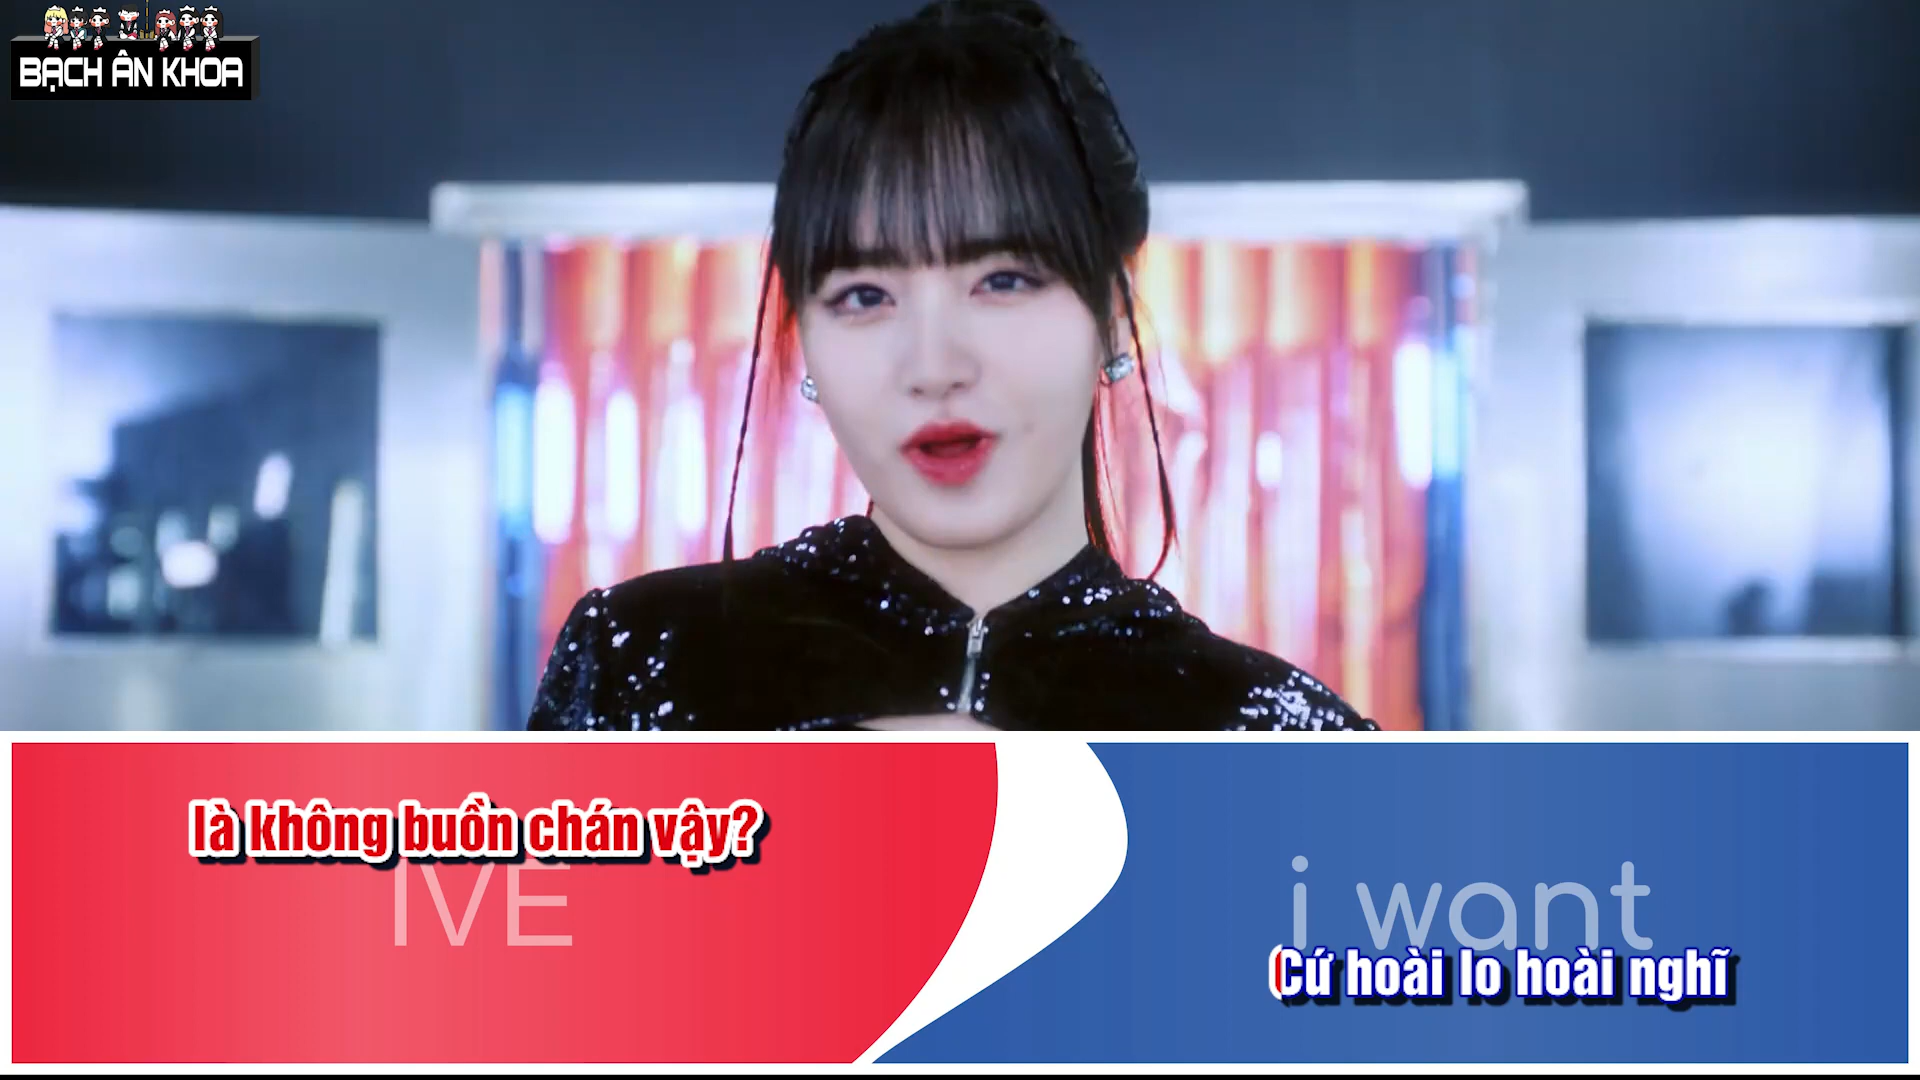 BẠCH ÂN KHOA
là không buồn chán vậy?
IVE
i want
Cứ hoài lo hoài nghĩ